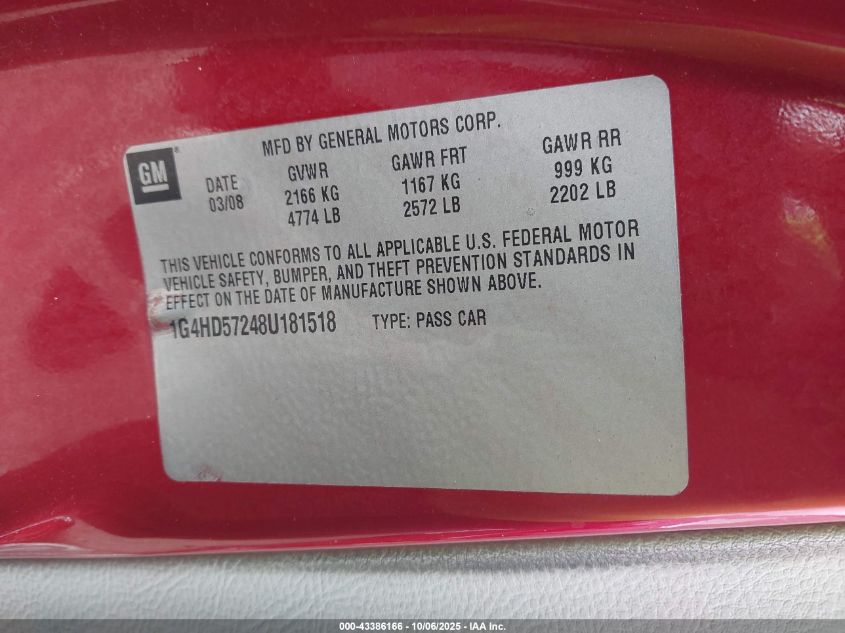 MFD BY GENERAL MOTORS CORP.
GM
DATE GVWR GAWR FRT GAWR RR
03/08 2166 KG 1167 KG 999 KG
4774 LB 2572 LB 2202 LB
THIS VEHICLE CONFORMS TO ALL APPLICABLE U.S. FEDERAL MOTOR
VEHICLE SAFETY, BUMPER, AND THEFT PREVENTION STANDARDS IN
EFFECT ON THE DATE OF MANUFACTURE SHOWN ABOVE.
1G4HD57248U181518 TYPE: PASS CAR
000-43386166 - 10/06/2025 - IAA Inc.